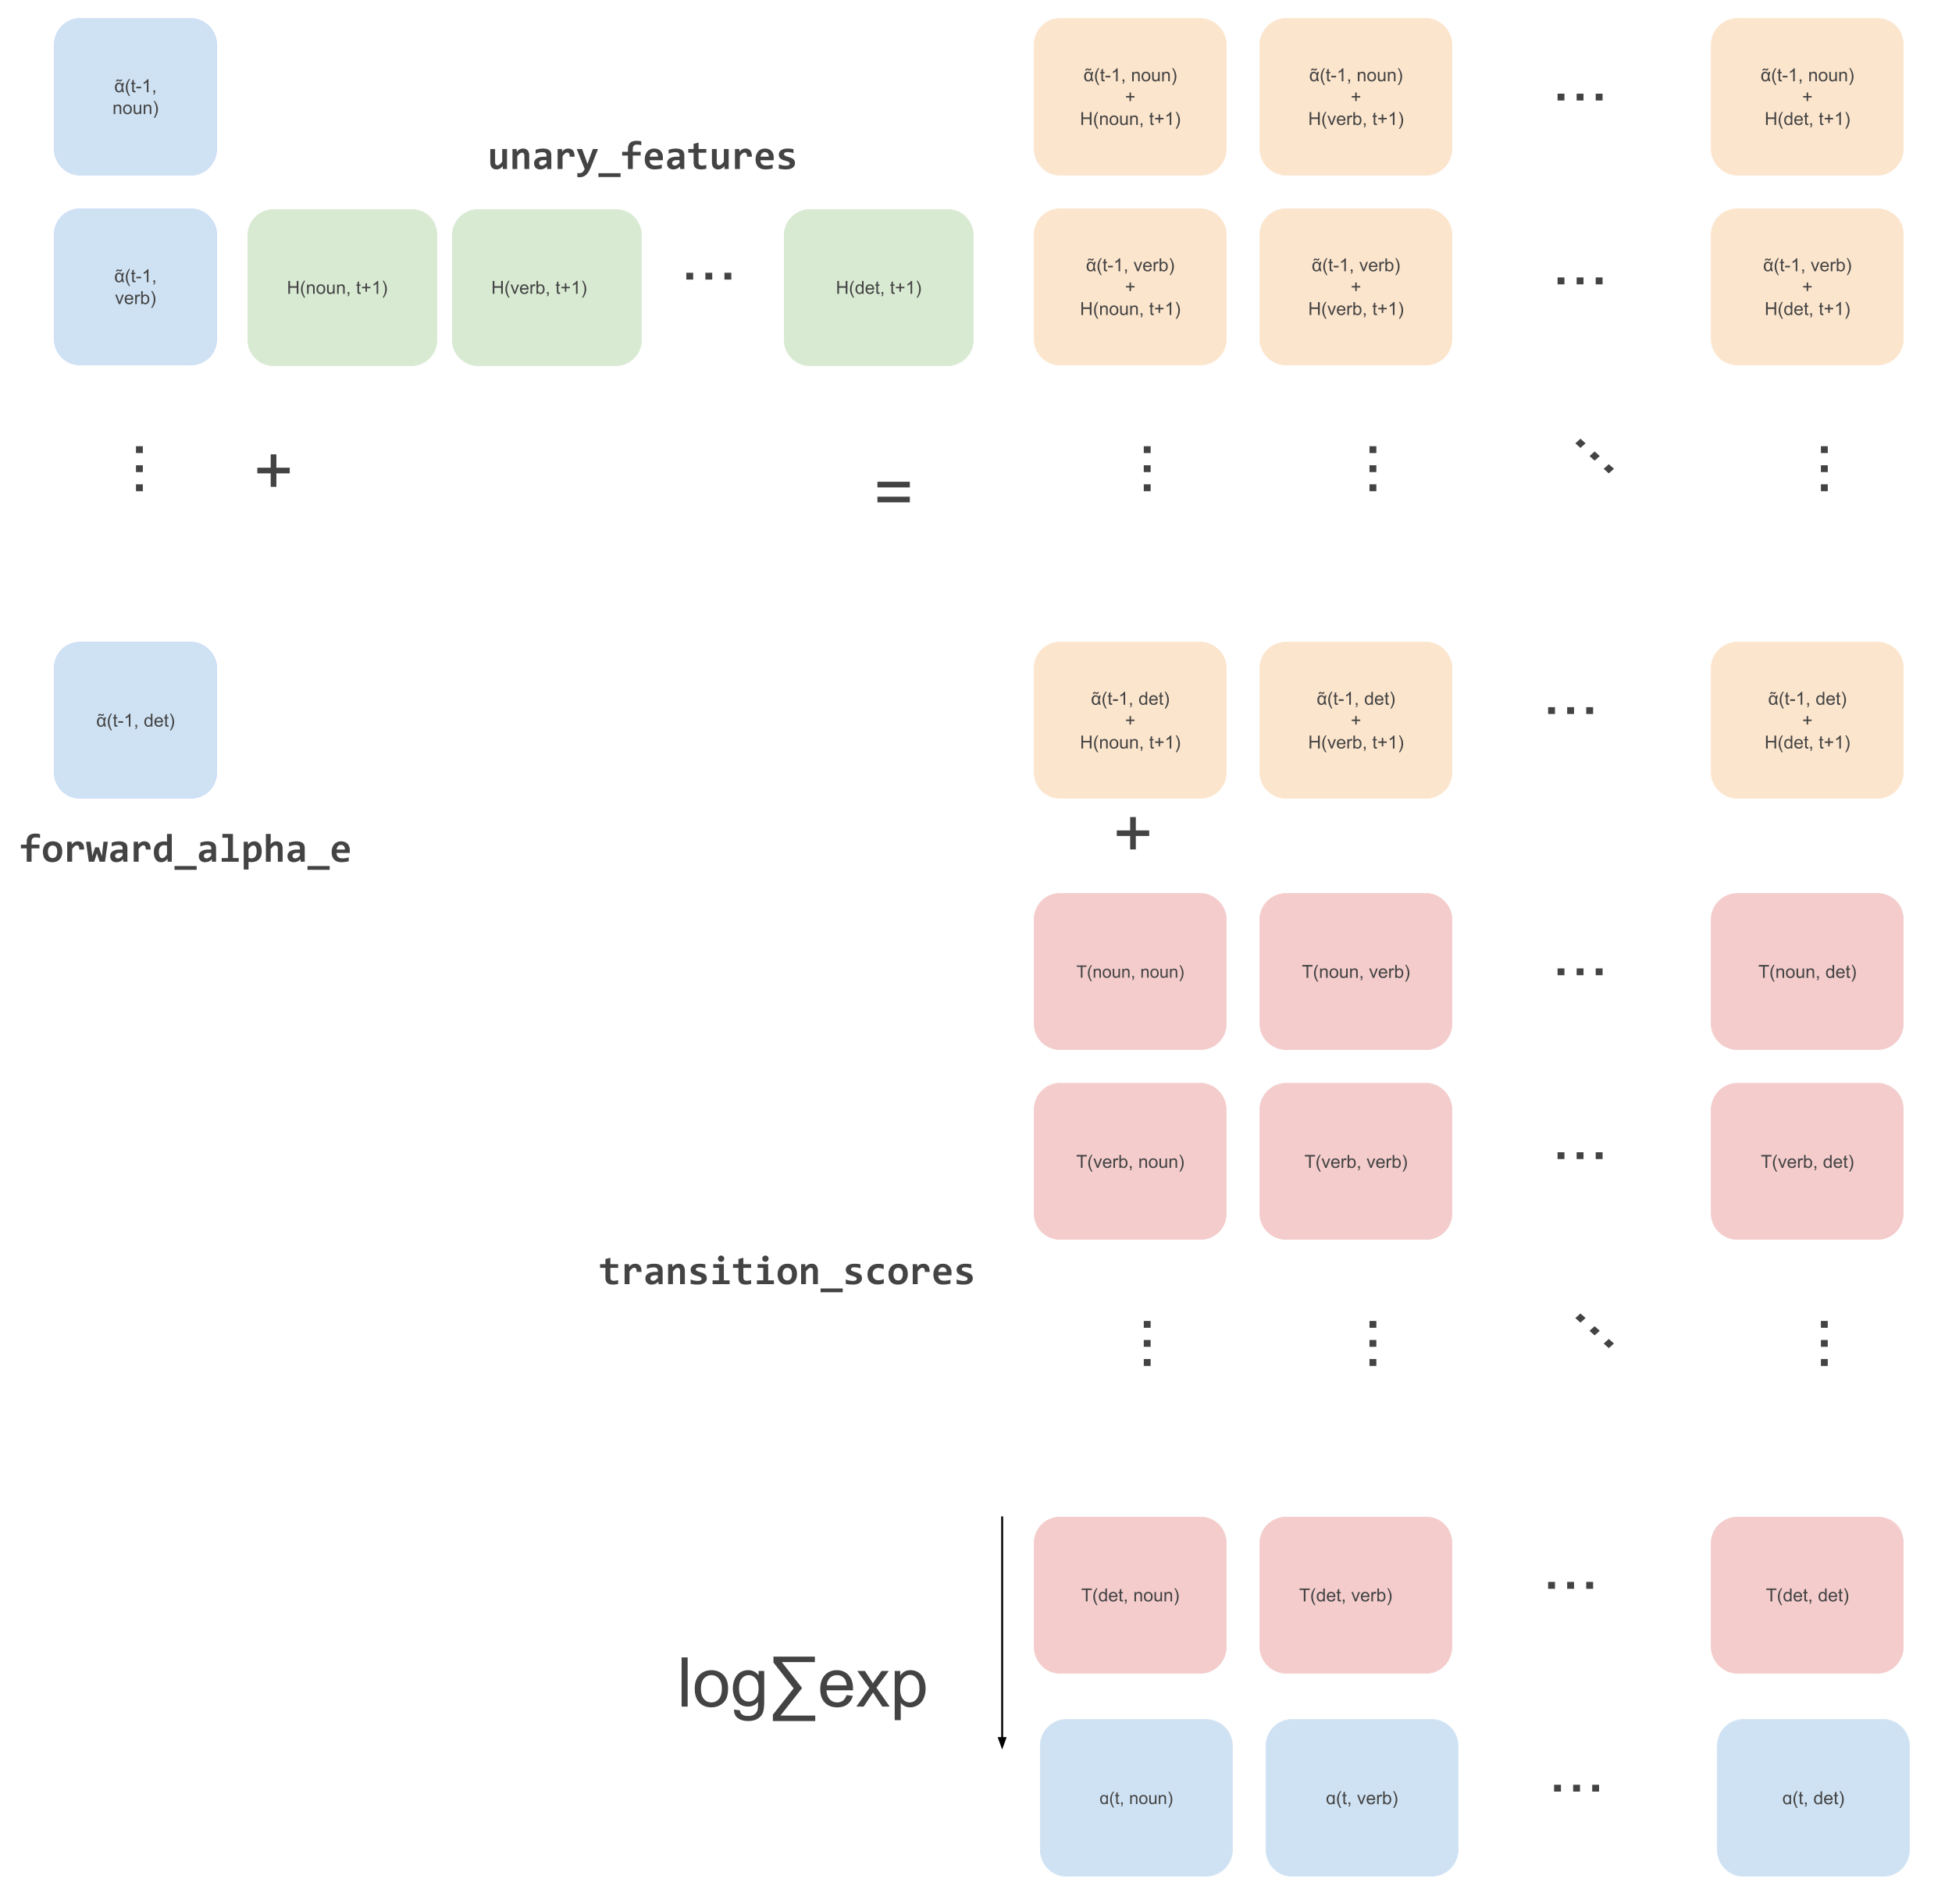 α̃(t-1,
noun)
unary_features
α̃(t-1, noun)
+
H(noun, t+1)
α̃(t-1, noun)
+
H(verb, t+1)
...
α̃(t-1, noun)
+
H(det, t+1)
α̃(t-1,
verb)
H(noun, t+1)
H(verb, t+1)
...
H(det, t+1)
α̃(t-1, verb)
+
H(noun, t+1)
α̃(t-1, verb)
+
H(verb, t+1)
...
α̃(t-1, verb)
+
H(det, t+1)
...
+
=
...
...
...
...
α̃(t-1, det)
α̃(t-1, det)
+
H(noun, t+1)
α̃(t-1, det)
+
H(verb, t+1)
...
α̃(t-1, det)
+
H(det, t+1)
forward_alpha_e
+
T(noun, noun)
T(noun, verb)
...
T(noun, det)
T(verb, noun)
T(verb, verb)
...
T(verb, det)
transition_scores
...
...
...
...
T(det, noun)
T(det, verb)
...
T(det, det)
log∑exp
α(t, noun)
α(t, verb)
...
α(t, det)